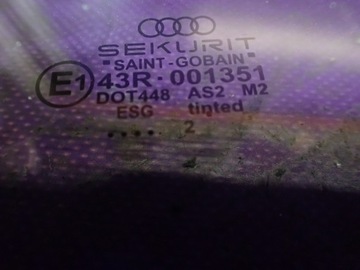 SEKURIT
"SAINT-GOBAIN"
E1 43R-001351
DOT448 AS2 M2
ESG tinted
.... 2